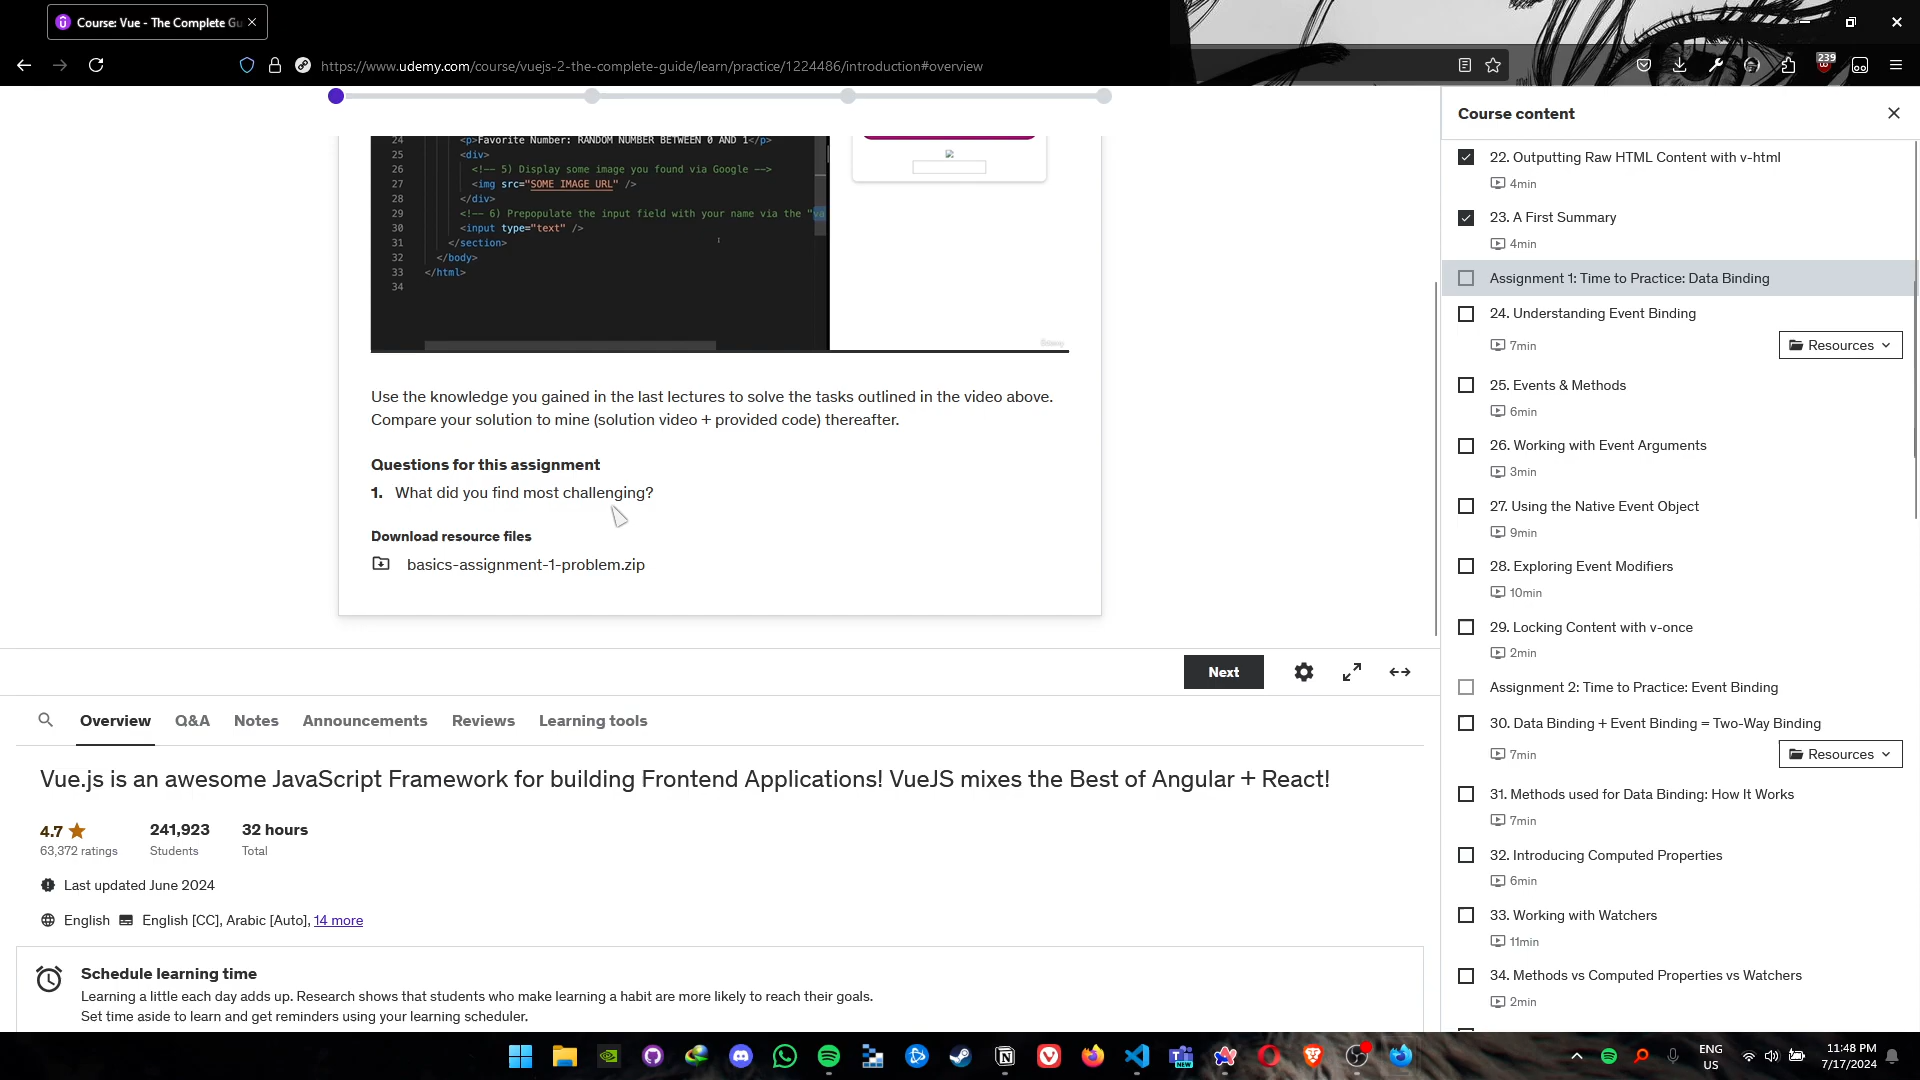 Course: Vue - The Complete Gu
https://www.udemy.com/course/vuejs-2-the-complete-guide/learn/practice/1224486/introduction#overview
239
Course content
24 <p>Favorite Number: RANDOM NUMBER BETWEEN 0 AND 1</p>
25 <div>
26 <!-- 5) Display some image you found via Google -->
27 <img src="SOME IMAGE URL" />
28 </div>
29 <!-- 6) Prepopulate the input field with your name via the "va
30 <input type="text" />
31 </section>
32 </body>
33 </html>
34
Udemy
Use the knowledge you gained in the last lectures to solve the tasks outlined in the video above.
Compare your solution to mine (solution video + provided code) thereafter.
Questions for this assignment
1. What did you find most challenging?
Download resource files
basics-assignment-1-problem.zip
Next
22. Outputting Raw HTML Content with v-html
4min
23. A First Summary
4min
Assignment 1: Time to Practice: Data Binding
24. Understanding Event Binding
7min
Resources
25. Events & Methods
6min
26. Working with Event Arguments
3min
27. Using the Native Event Object
9min
28. Exploring Event Modifiers
10min
29. Locking Content with v-once
2min
Assignment 2: Time to Practice: Event Binding
30. Data Binding + Event Binding = Two-Way Binding
7min
Resources
31. Methods used for Data Binding: How It Works
7min
32. Introducing Computed Properties
6min
33. Working with Watchers
11min
34. Methods vs Computed Properties vs Watchers
2min
Overview Q&A Notes Announcements Reviews Learning tools
Vue.js is an awesome JavaScript Framework for building Frontend Applications! VueJS mixes the Best of Angular + React!
4.7 241,923 32 hours
63,372 ratings Students Total
Last updated June 2024
English English [CC], Arabic [Auto], 14 more
Schedule learning time
Learning a little each day adds up. Research shows that students who make learning a habit are more likely to reach their goals.
Set time aside to learn and get reminders using your learning scheduler.
NEW
ENG
US
11:48 PM
7/17/2024